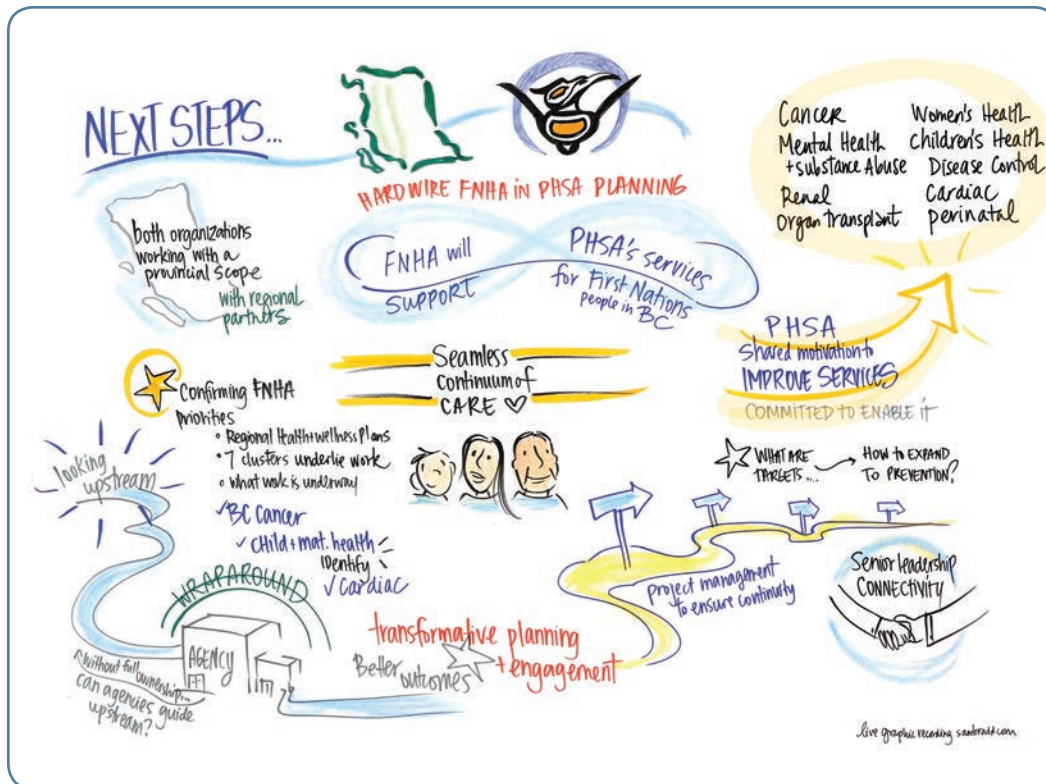 NEXT STEPS...
HARDWIRE FNHA IN PHSA PLANNING
both organizations
working with a
provincial scope
with regional
partners
FNHA will
SUPPORT
PHSA's services
for First Nations
people in BC
Cancer
Mental Health
+substance Abuse
Renal
organ transplant
Women's Health
Children's Health
Disease Control
Cardiac
perinatal
PHSA
shared motivation to
IMPROVE SERVICES
COMMITTED TO ENABLE IT
Seamless
continuum of
CARE
Confirming FNHA
priorities
• Regional Health+wellness Plans
• 7 clusters underlie work
• what work is underway
✓BC Cancer
✓ CHild+mat. health
identify
✓Cardiac
looking
upstream
WRAPAROUND
AGENCY
without full ownership...
can agencies guide
upstream?
transformative planning
+ engagement
Better
outcomes
WHAT ARE
TARGETS...
HOW TO EXPAND
TO PREVENTION?
project management
to ensure continuity
Senior leadership
CONNECTIVITY
live graphic recording